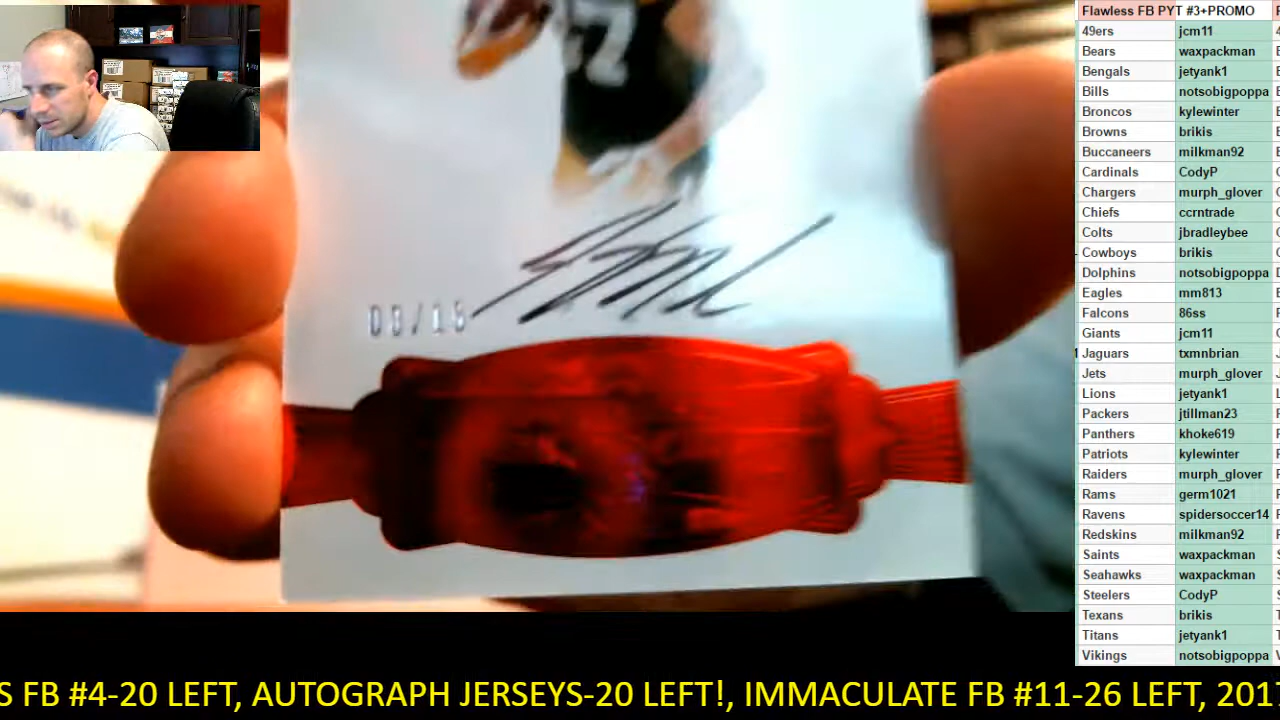 Flawless FB PYT #3+PROMO
49ers jcm11
Bears waxpackman
Bengals jetyank1
Bills notsobigpoppa
Broncos kylewinter
Browns brikis
Buccaneers milkman92
Cardinals CodyP
Chargers murph_glover
Chiefs ccrntrade
Colts jbradleybee
Cowboys brikis
Dolphins notsobigpoppa
Eagles mm813
Falcons 86ss
Giants jcm11
Jaguars txmnbrian
Jets murph_glover
Lions jetyank1
Packers jtillman23
Panthers khoke619
Patriots kylewinter
Raiders murph_glover
Rams germ1021
Ravens spidersoccer14
Redskins milkman92
Saints waxpackman
Seahawks waxpackman
Steelers CodyP
Texans brikis
Titans jetyank1
Vikings notsobigpoppa
S FB #4-20 LEFT, AUTOGRAPH JERSEYS-20 LEFT!, IMMACULATE FB #11-26 LEFT, 201